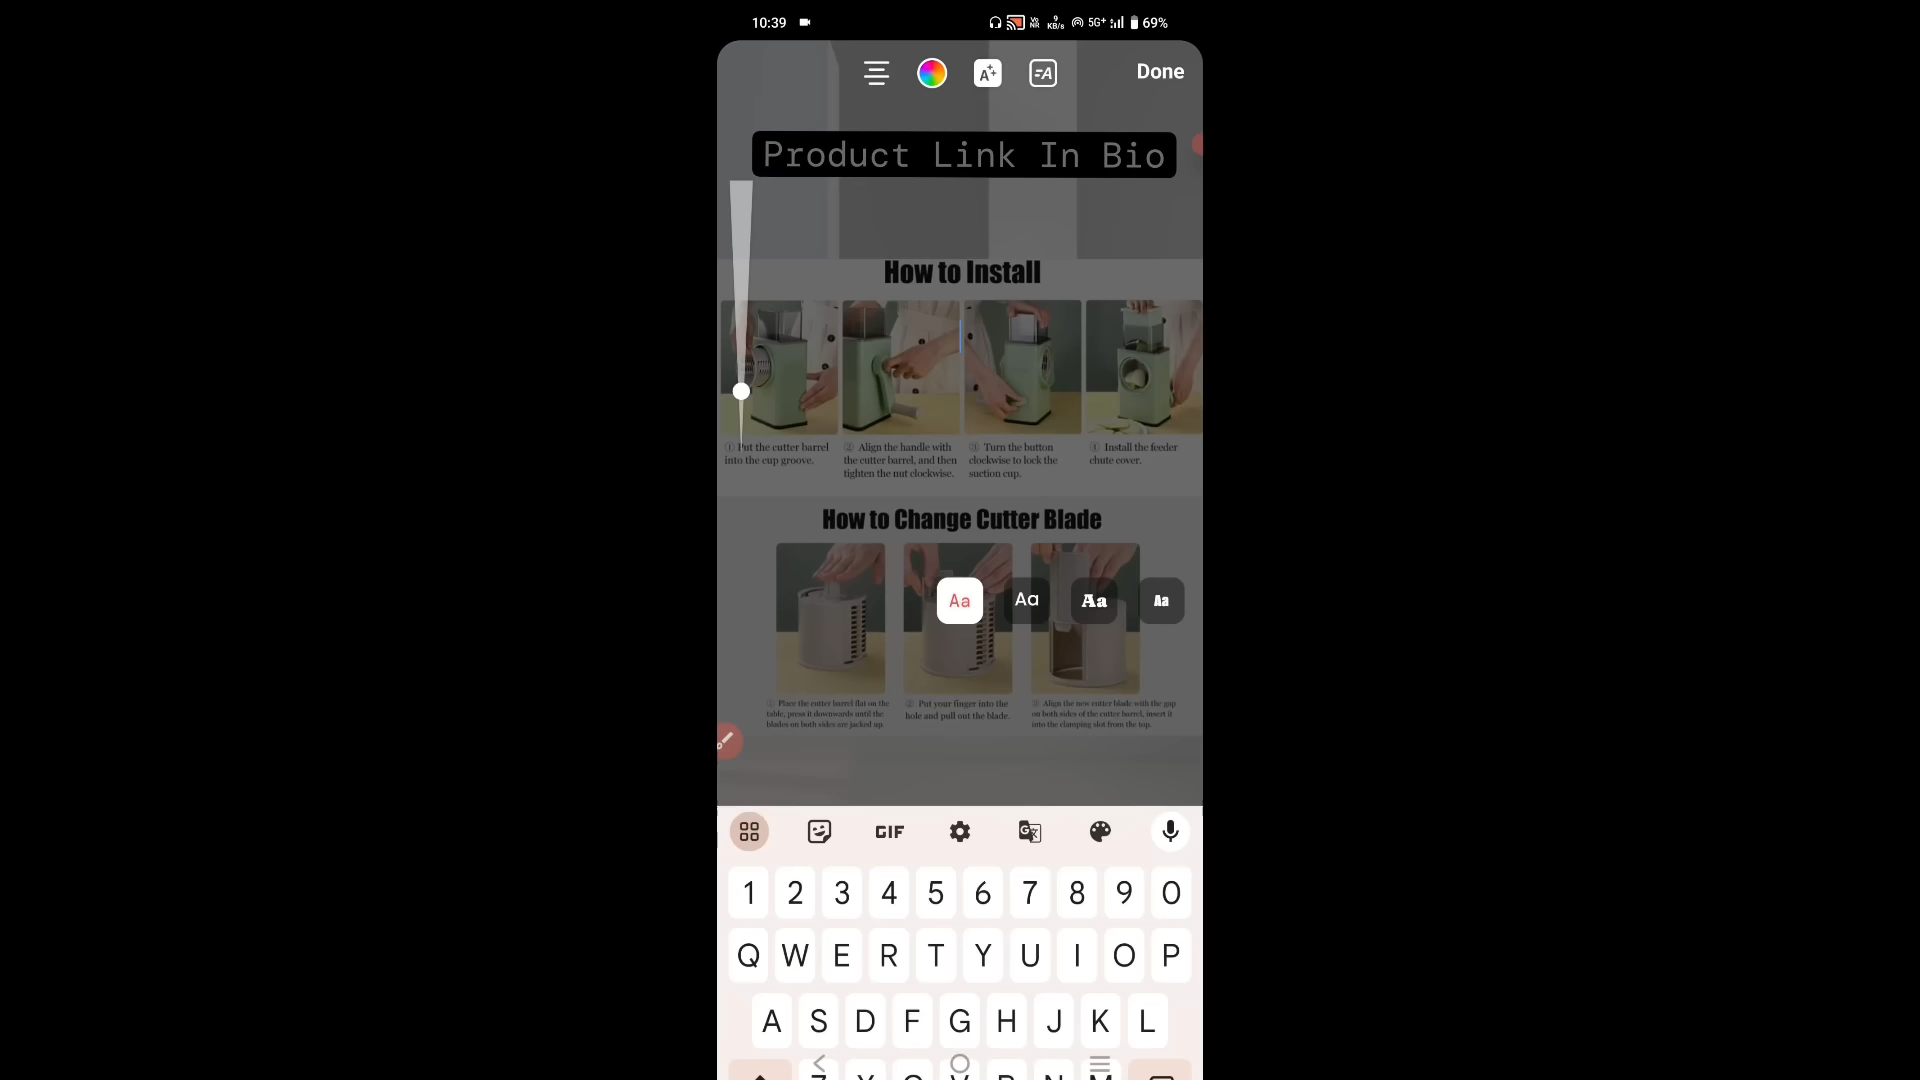 10:39
Vo NR 9 KB/s 5G+ 69%
A Done
Product Link In Bio
How to Install
① Put the cutter barrel into the cup groove.
② Align the handle with the cutter barrel, and then tighten the nut clockwise.
③ Turn the button clockwise to lock the suction cup.
④ Install the feeder chute cover.
How to Change Cutter Blade
Aa Aa Aa Aa
① Place the cutter barrel flat on the table, press it downwards until the blades on both sides are jacked up.
② Put your finger into the hole and pull out the blade.
③ Align the new cutter blade with the gap on both sides of the cutter barrel, insert it into the clamping slot from the top.
GIF
1 2 3 4 5 6 7 8 9 0
Q W E R T Y U I O P
A S D F G H J K L
Z X C V B N M